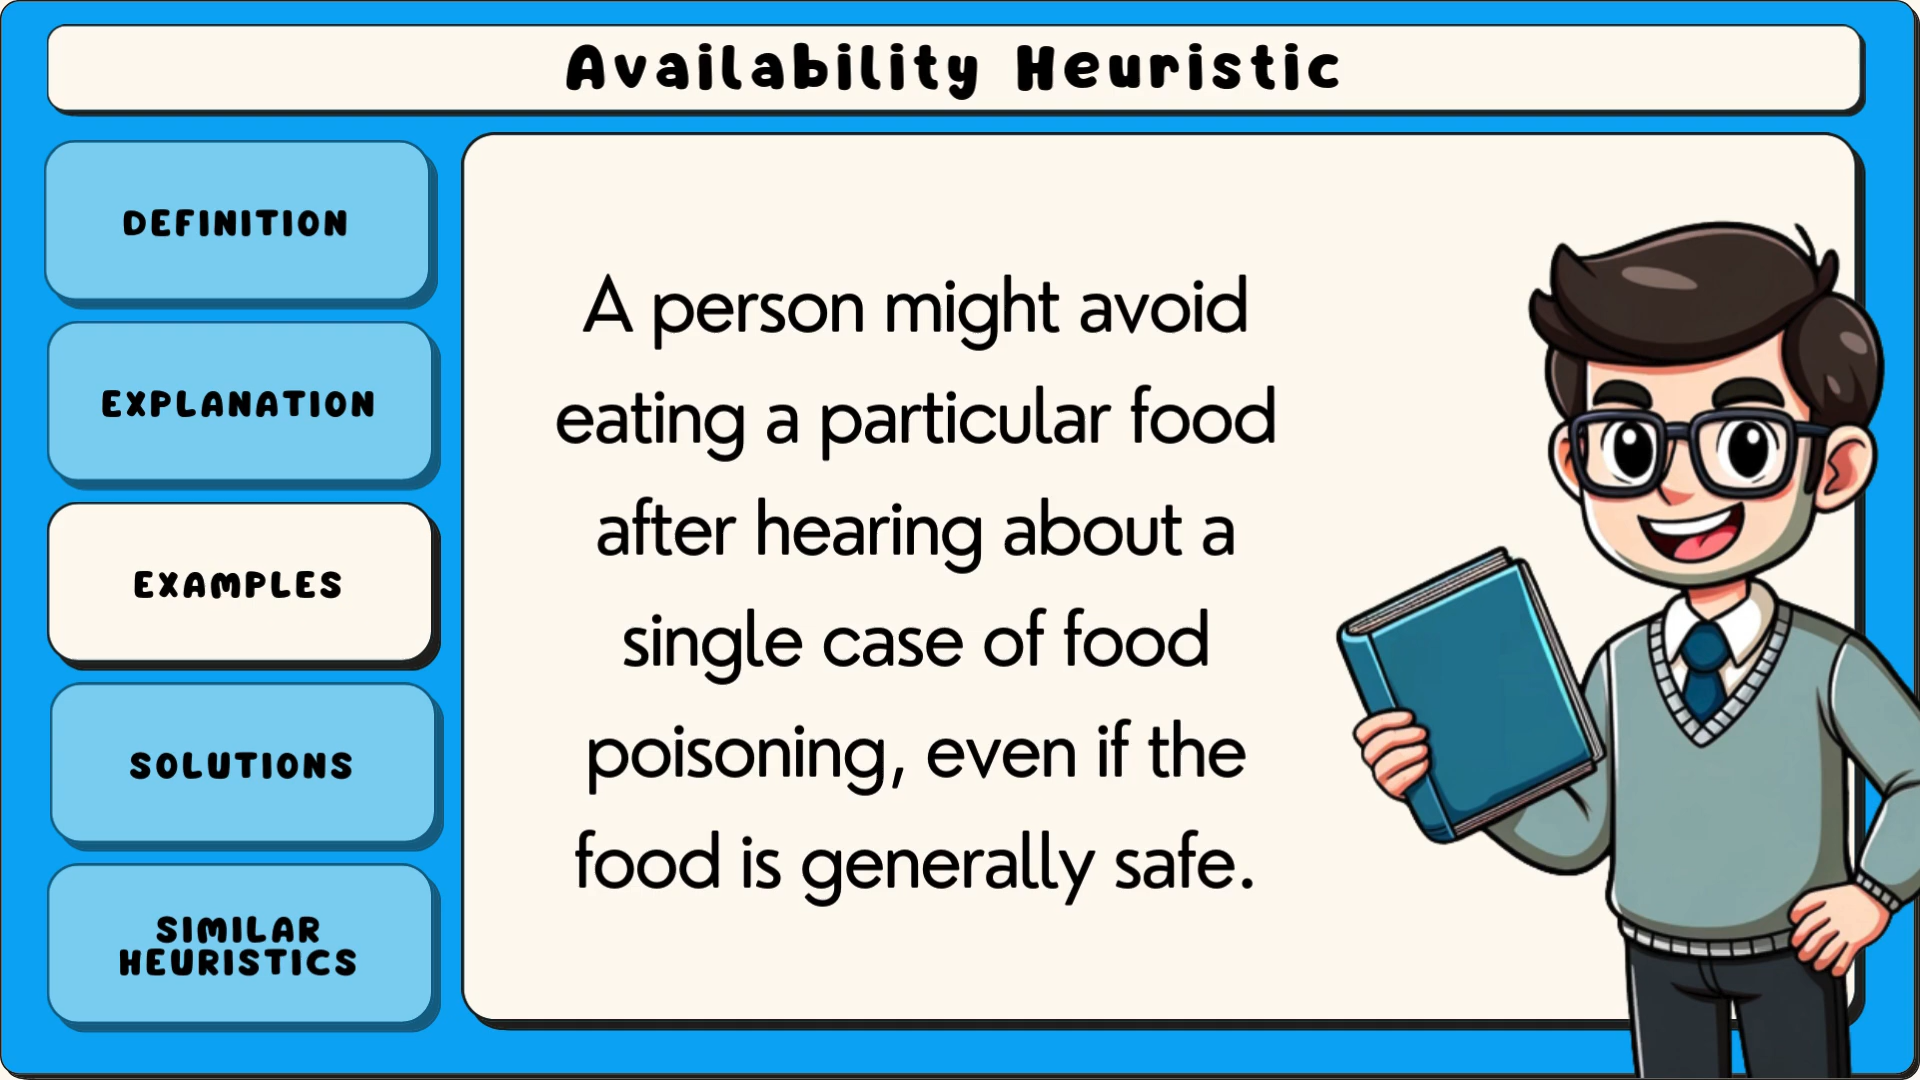 Availability Heuristic
DEFINITION
EXPLANATION
EXAMPLES
SOLUTIONS
SIMILAR
HEURISTICS
A person might avoid
eating a particular food
after hearing about a
single case of food
poisoning, even if the
food is generally safe.